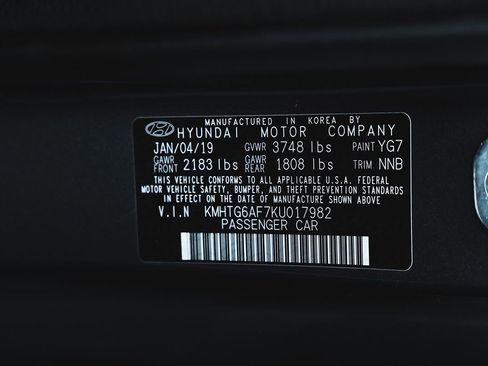 MANUFACTURED IN KOREA BY
HYUNDAI MOTOR COMPANY
JAN/04/19 GVWR 3748 lbs PAINT YG7
GAWR FRONT 2183 lbs GAWR REAR 1808 lbs TRIM NNB
THIS VEHICLE CONFORMS TO ALL APPLICABLE U.S.A. FEDERAL
MOTOR VEHICLE SAFETY, BUMPER, AND THEFT PREVENTION
STANDARDS IN EFFECT ON THE DATE OF MANUFACTURE SHOWN ABOVE.
V.I.N KMHTG6AF7KU017982
PASSENGER CAR